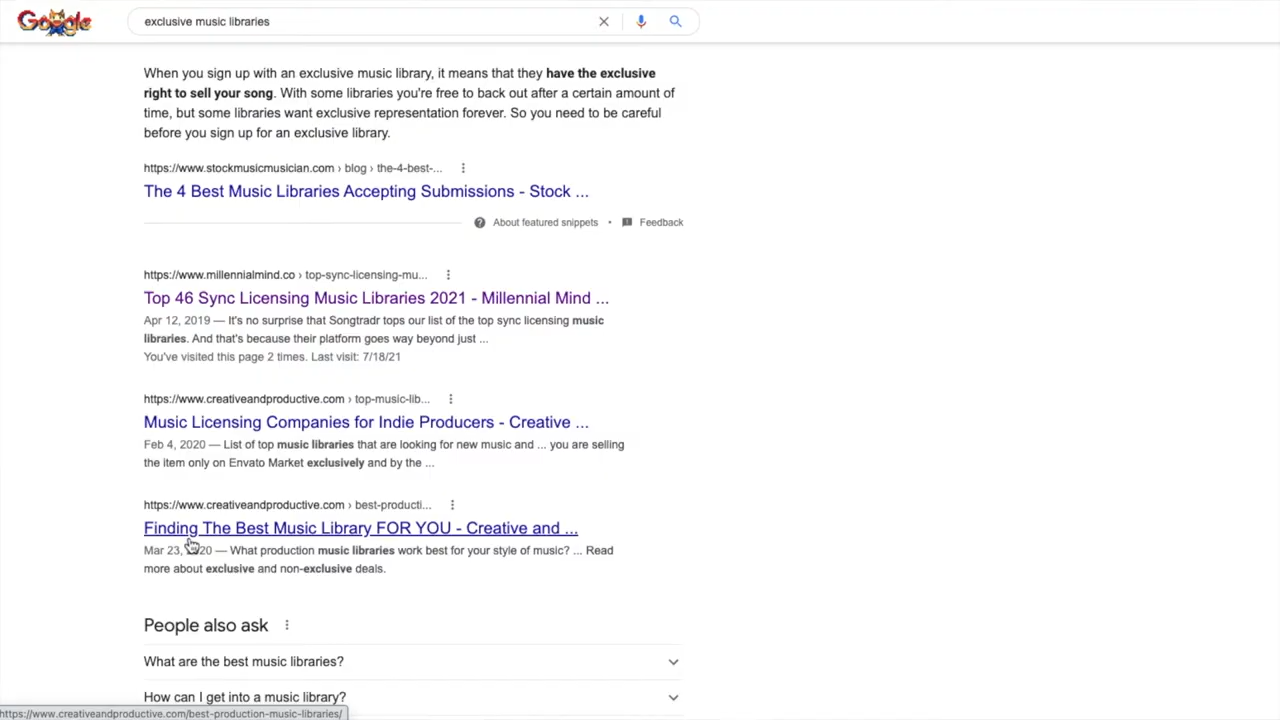 Google
exclusive music libraries
When you sign up with an exclusive music library, it means that they have the exclusive
right to sell your song. With some libraries you're free to back out after a certain amount of
time, but some libraries want exclusive representation forever. So you need to be careful
before you sign up for an exclusive library.
https://www.stockmusicmusician.com › blog › the-4-best-...
The 4 Best Music Libraries Accepting Submissions - Stock ...
About featured snippets • Feedback
https://www.millennialmind.co › top-sync-licensing-mu...
Top 46 Sync Licensing Music Libraries 2021 - Millennial Mind ...
Apr 12, 2019 — It's no surprise that Songtradr tops our list of the top sync licensing music
libraries. And that's because their platform goes way beyond just ...
You've visited this page 2 times. Last visit: 7/18/21
https://www.creativeandproductive.com › top-music-lib...
Music Licensing Companies for Indie Producers - Creative ...
Feb 4, 2020 — List of top music libraries that are looking for new music and ... you are selling
the item only on Envato Market exclusively and by the ...
https://www.creativeandproductive.com › best-producti...
Finding The Best Music Library FOR YOU - Creative and ...
Mar 23, 2020 — What production music libraries work best for your style of music? ... Read
more about exclusive and non-exclusive deals.
People also ask
What are the best music libraries?
How can I get into a music library?
https://www.creativeandproductive.com/best-production-music-libraries/